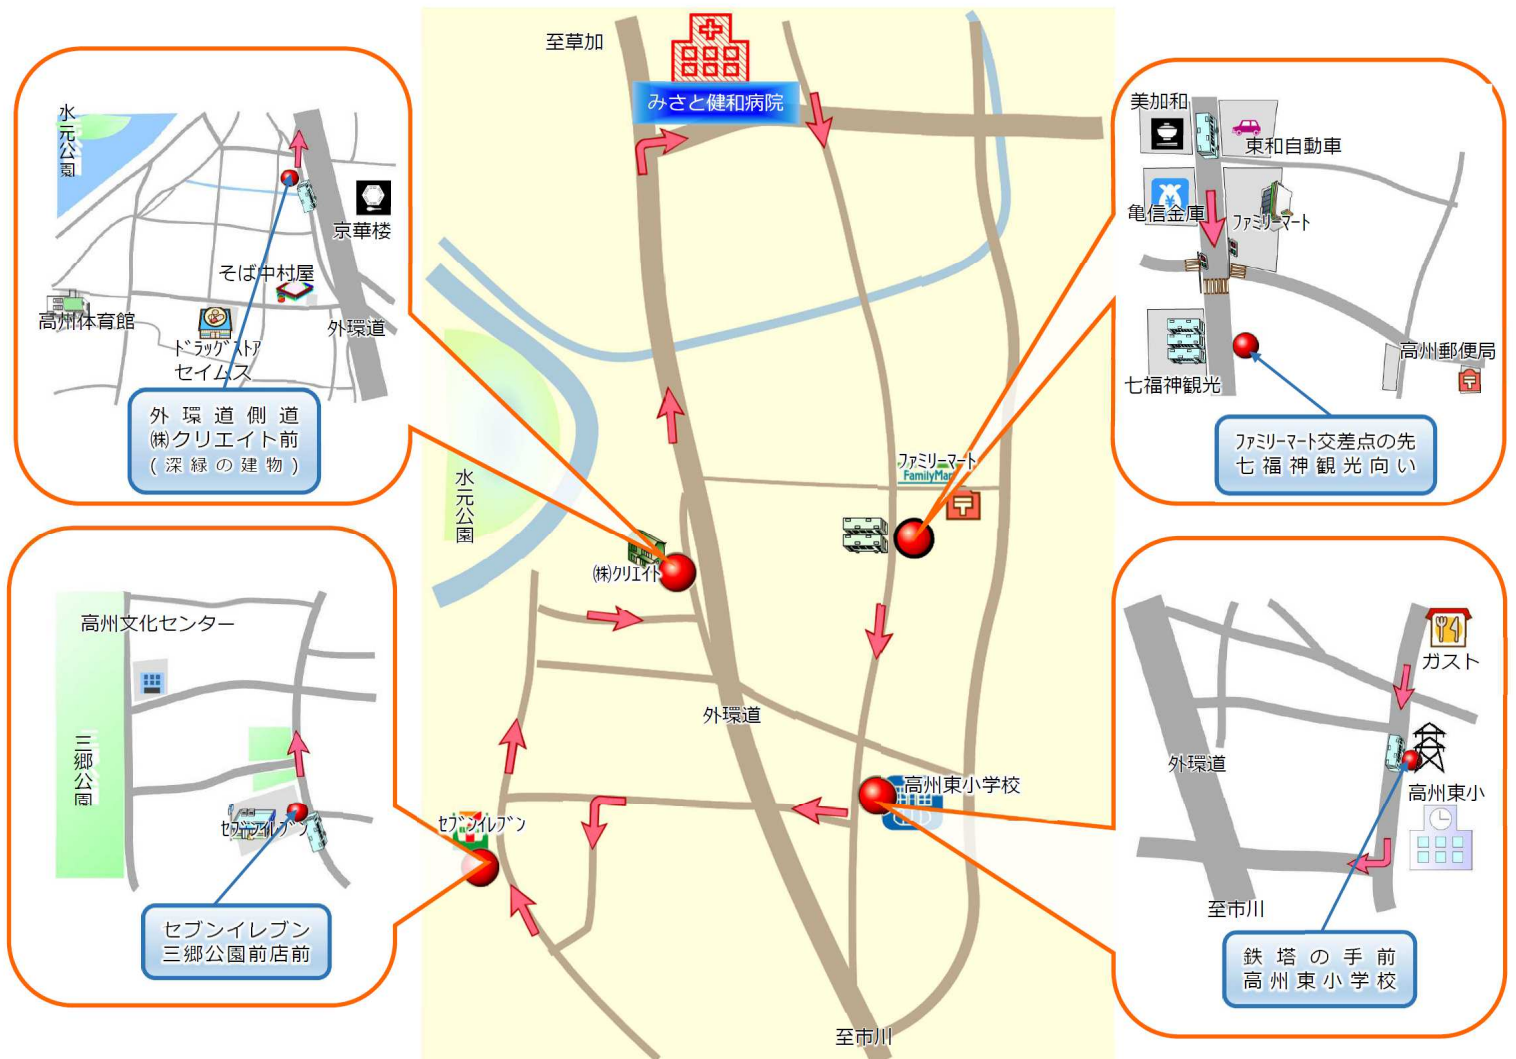 至草加
みさと健和病院
水元公園
ファミリーマート
FamilyMa
㈱クリエイト
外環道
高州東小学校
セブンイレブン
至市川
水元公園
京華楼
そば中村屋
高州体育館
ドラッグストア
セイムス
外環道
外環道側道
㈱クリエイト前
(深緑の建物)
高州文化センター
三郷公園
セブンイレブン
セブンイレブン
三郷公園前店前
美加和
東和自動車
亀信金庫
ファミリーマート
高州郵便局
七福神観光
ファミリーマート交差点の先
七福神観光向い
ガスト
外環道
高州東小
至市川
鉄塔の手前
高州東小学校